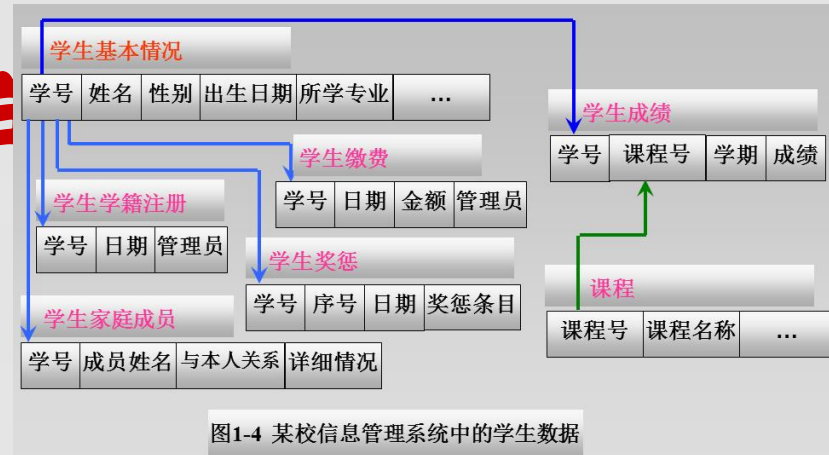 学生基本情况
学号 姓名 性别 出生日期 所学专业 ...
学生成绩
学号 课程号 学期 成绩
学生缴费
学号 日期 金额 管理员
学生学籍注册
学号 日期 管理员
学生奖惩
学号 序号 日期 奖惩条目
课程
课程号 课程名称 ...
学生家庭成员
学号 成员姓名 与本人关系 详细情况
图1-4 某校信息管理系统中的学生数据